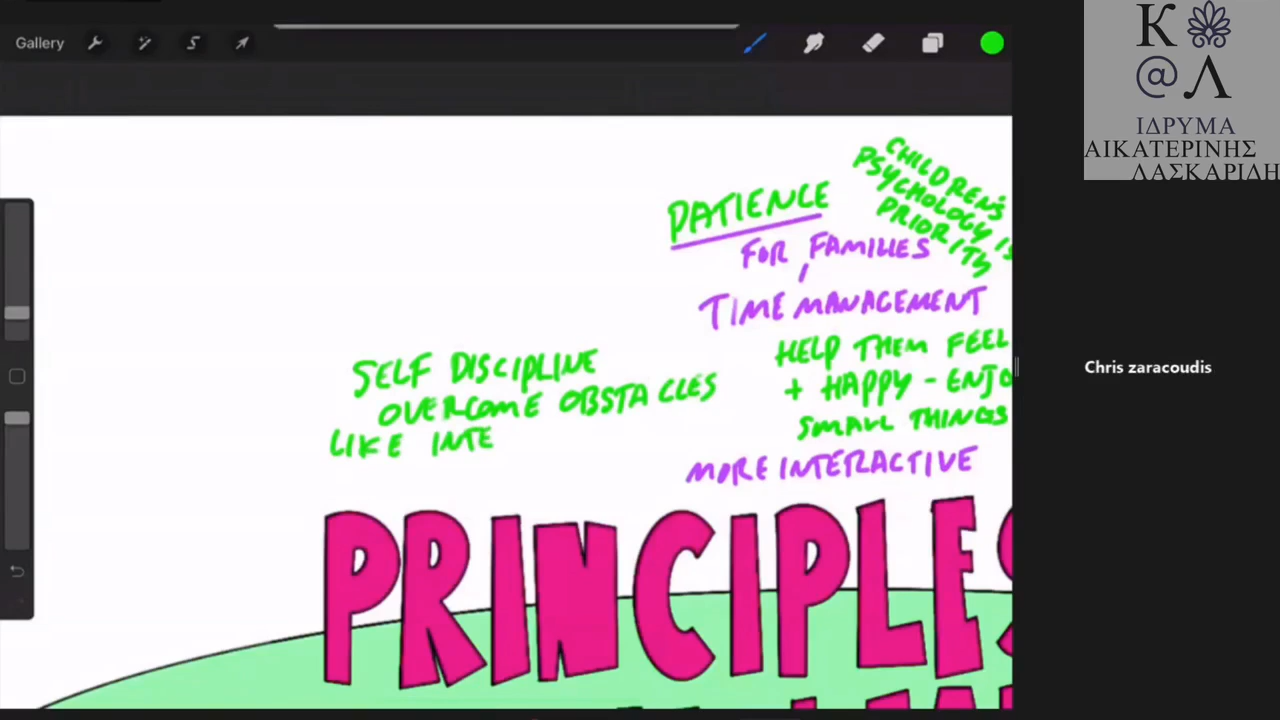 Gallery
Κ
@Λ
ΙΔΡΥΜΑ
ΑΙΚΑΤΕΡΙΝΗΣ
ΛΑΣΚΑΡΙΔΗ
CHILDREN'S
PSYCHOLOGY IS
PRIORITY
PATIENCE
FOR FAMILIES
TIME MANAGEMENT
HELP THEM FEEL
+ HAPPY - ENJO
SMALL THINGS
MORE INTERACTIVE
SELF DISCIPLINE
OVERCOME OBSTACLES
LIKE INTE
Chris zaracoudis
PRINCIPLES